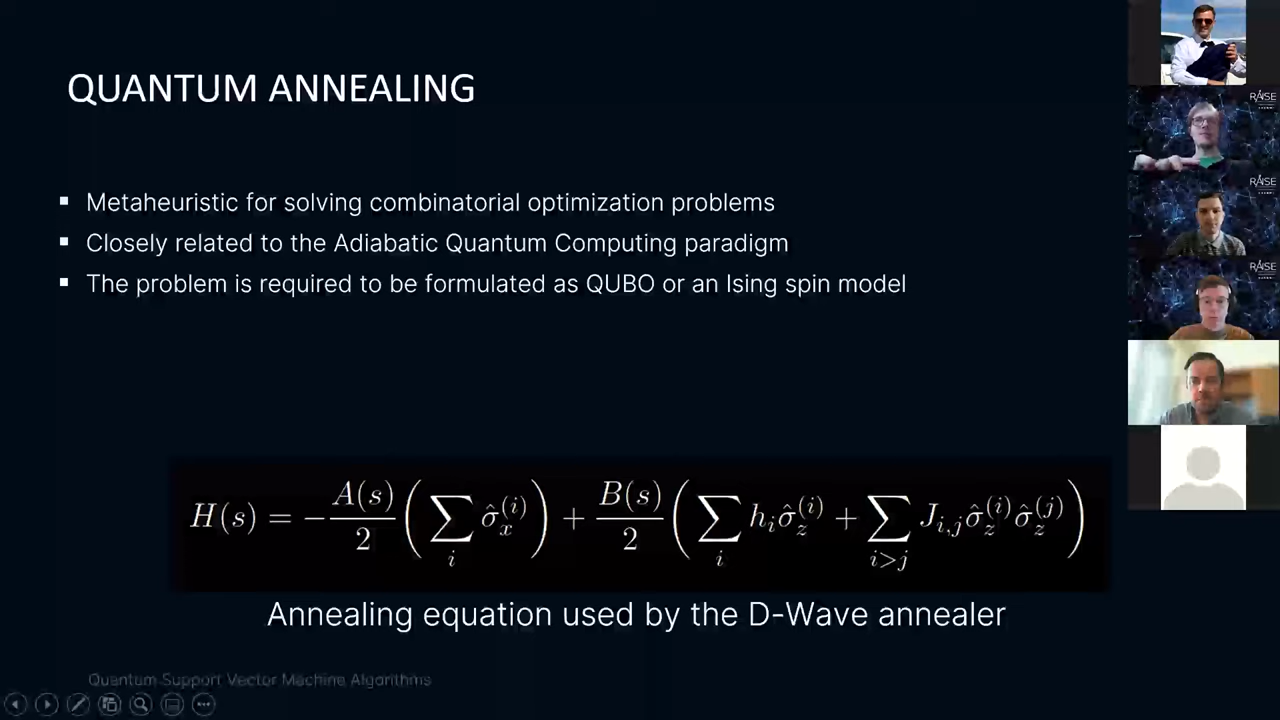 QUANTUM ANNEALING
▪ Metaheuristic for solving combinatorial optimization problems
▪ Closely related to the Adiabatic Quantum Computing paradigm
▪ The problem is required to be formulated as QUBO or an Ising spin model
H(s) = −A(s)/2 (∑_i σ̂_x^(i)) + B(s)/2 (∑_i h_i σ̂_z^(i) + ∑_{i>j} J_{i,j} σ̂_z^(i) σ̂_z^(j))
Annealing equation used by the D-Wave annealer
Quantum Support Vector Machine Algorithms
RAISE
RAISE
RAISE